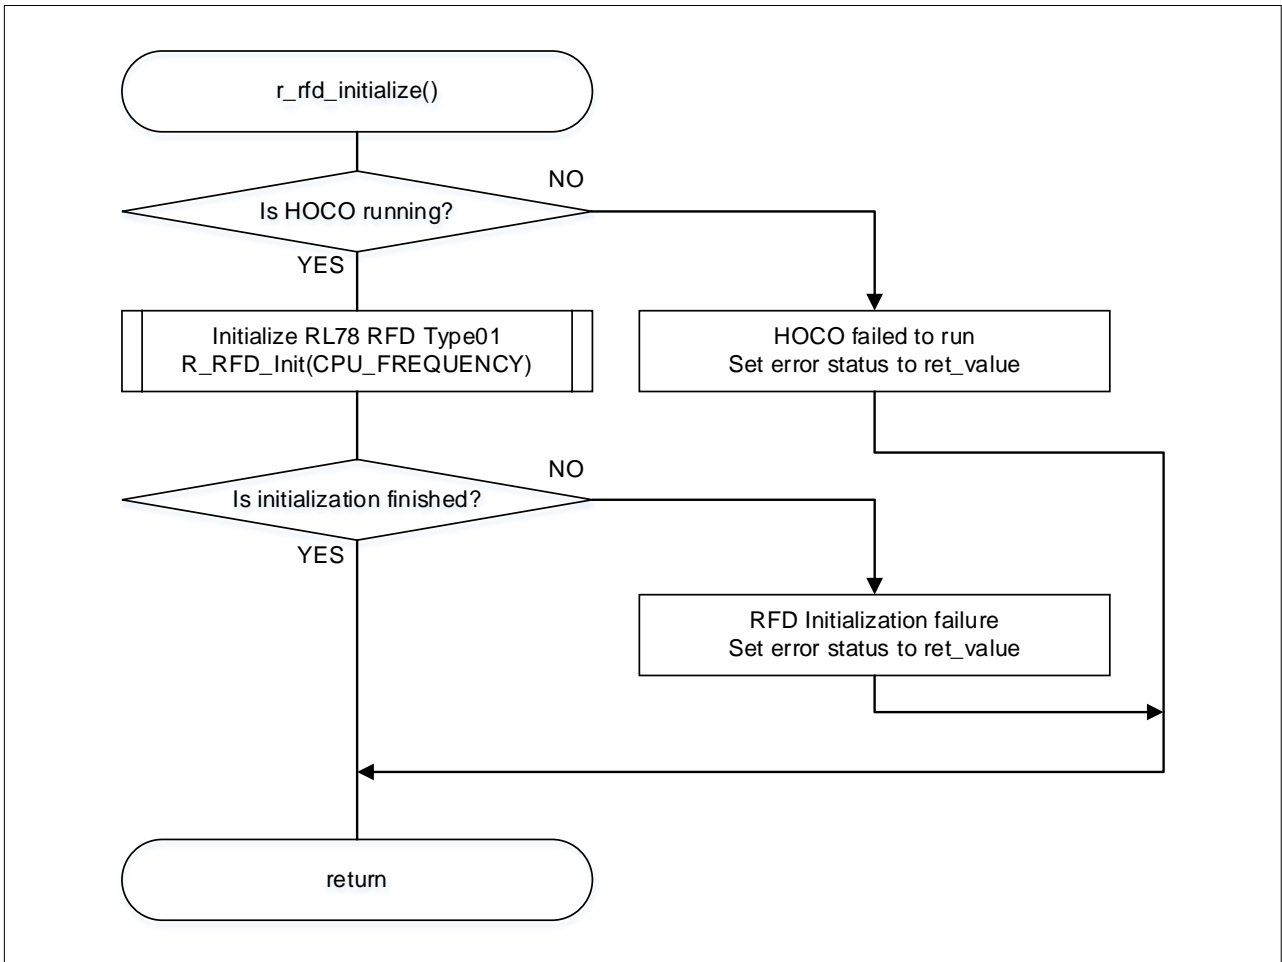 r_rfd_initialize()
NO
Is HOCO running?
YES
Initialize RL78 RFD Type01
R_RFD_Init(CPU_FREQUENCY)
HOCO failed to run
Set error status to ret_value
NO
Is initialization finished?
YES
RFD Initialization failure
Set error status to ret_value
return